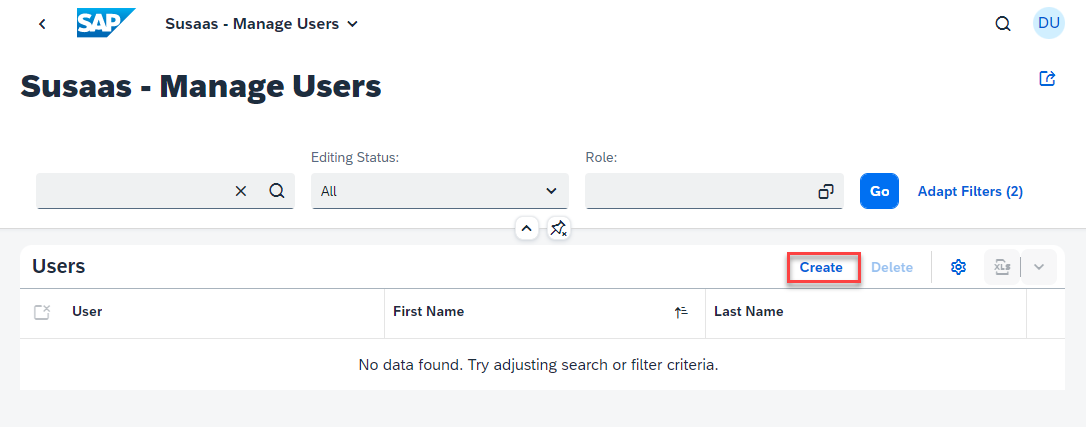 SAP Susaas - Manage Users DU
Susaas - Manage Users
Editing Status: Role:
All Go Adapt Filters (2)
Users Create Delete XLS
User First Name Last Name
No data found. Try adjusting search or filter criteria.